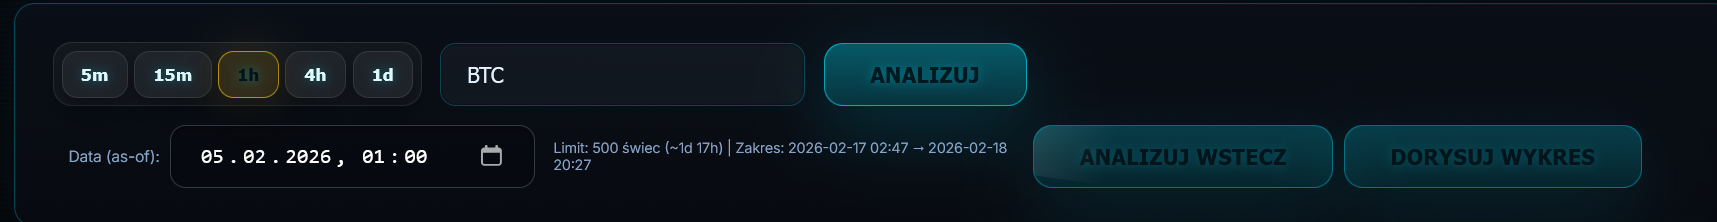 5m 15m 1h 4h 1d BTC ANALIZUJ
Data (as-of): 05.02.2026, 01:00 Limit: 500 świec (~1d 17h) | Zakres: 2026-02-17 02:47 → 2026-02-18
20:27
ANALIZUJ WSTECZ DORYSUJ WYKRES